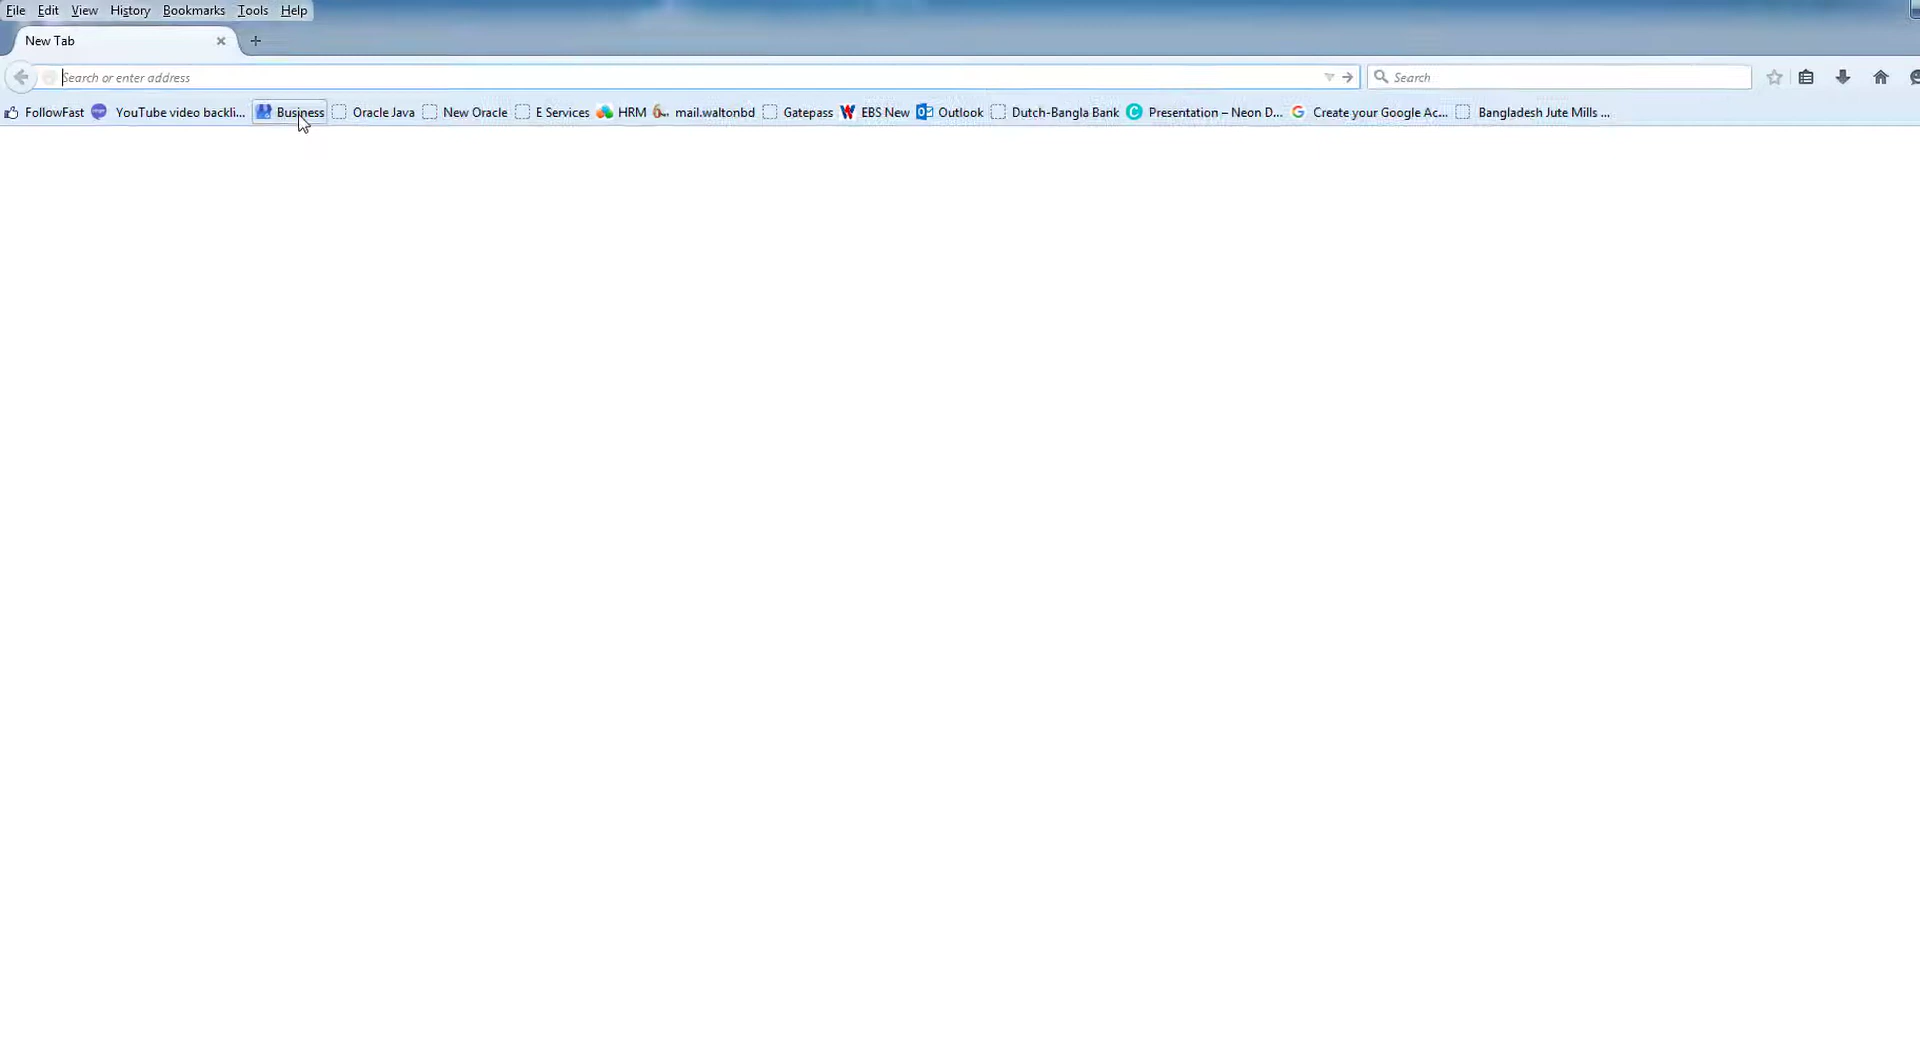 File Edit View History Bookmarks Tools Help
New Tab
Search or enter address Search
FollowFast YouTube video backli... Business Oracle Java New Oracle E Services HRM mail.waltonbd Gatepass EBS New Outlook Dutch-Bangla Bank Presentation – Neon D... Create your Google Ac... Bangladesh Jute Mills ...